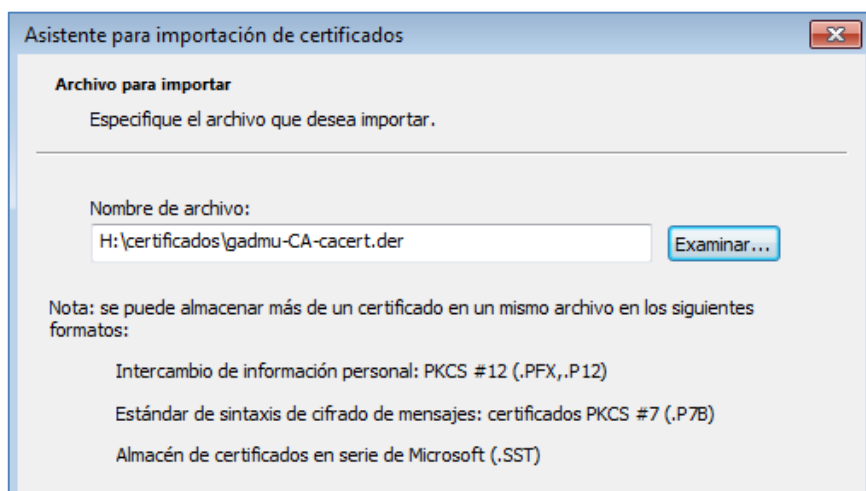 Asistente para importación de certificados
Archivo para importar
Especifique el archivo que desea importar.
Nombre de archivo:
H:\certificados\gadmu-CA-cacert.der
Examinar...
Nota: se puede almacenar más de un certificado en un mismo archivo en los siguientes
formatos:
Intercambio de información personal: PKCS #12 (.PFX,.P12)
Estándar de sintaxis de cifrado de mensajes: certificados PKCS #7 (.P7B)
Almacén de certificados en serie de Microsoft (.SST)